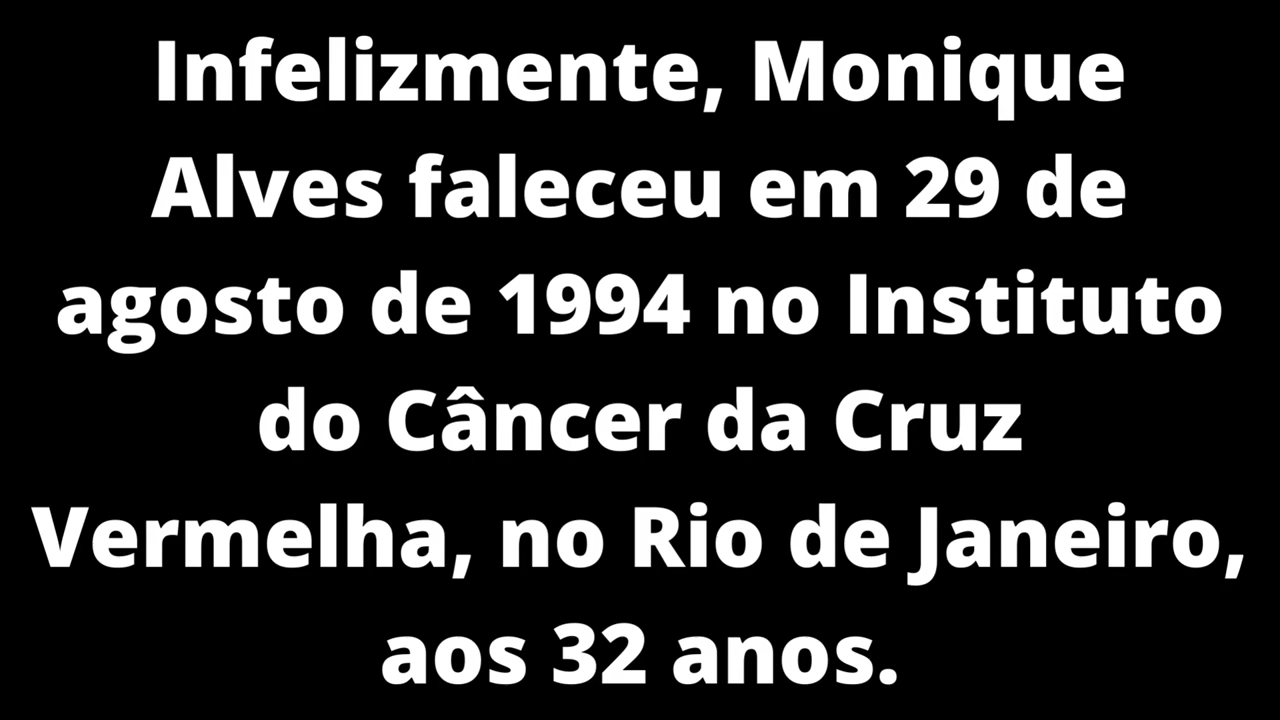 Infelizmente, Monique
Alves faleceu em 29 de
agosto de 1994 no Instituto
do Câncer da Cruz
Vermelha, no Rio de Janeiro,
aos 32 anos.